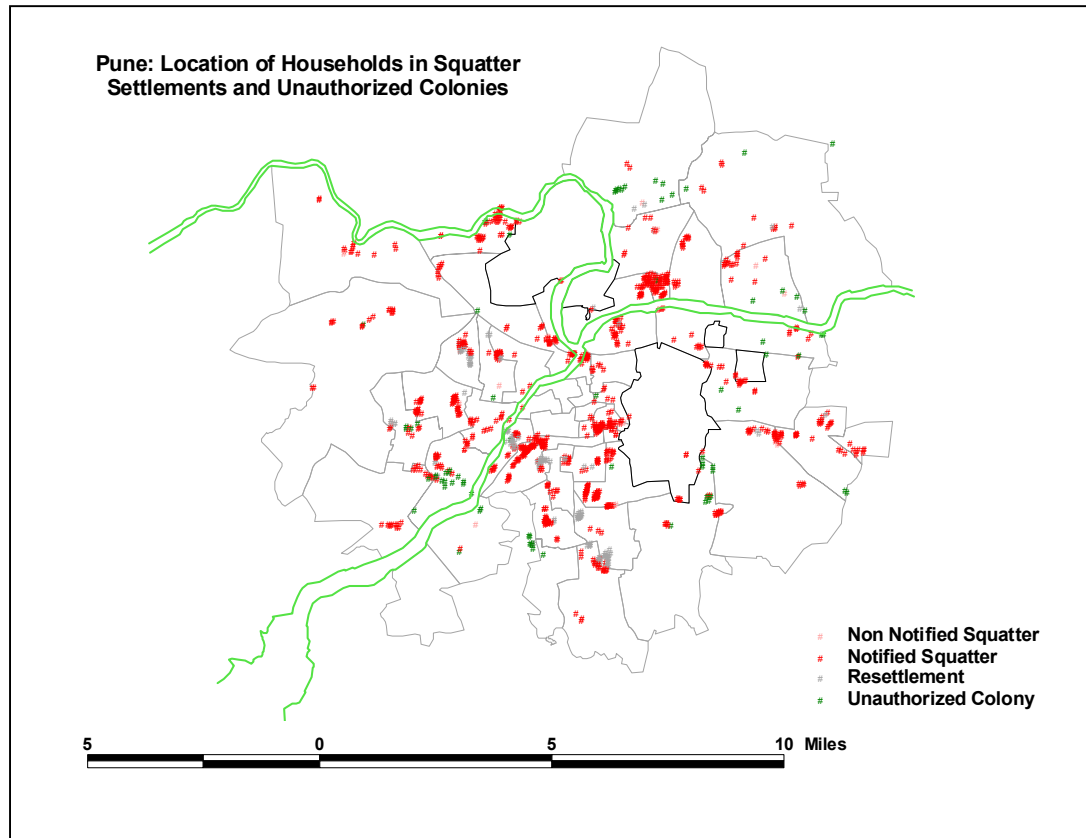 Pune: Location of Households in Squatter
Settlements and Unauthorized Colonies
# Non Notified Squatter
# Notified Squatter
# Resettlement
# Unauthorized Colony
5 0 5 10 Miles